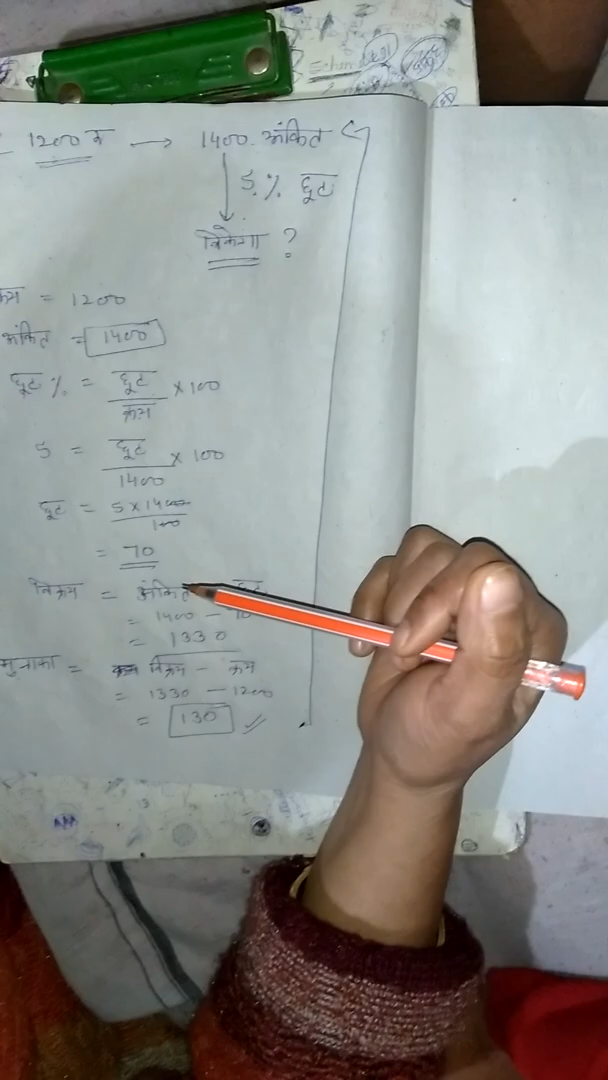 1200 रु → 1400 अंकित
5% छूट
बिकेगा ?
क्रय = 1200
अंकित = 1400
छूट % = छूट / क्रय × 100
5 = छूट / 1400 × 100
छूट = 5 × 1400 / 100
= 70
विक्रय = अंकित
= 1400 - 70
= 1330
मुनाफा = विक्रय - क्रय
= 1330 - 1200
= 130